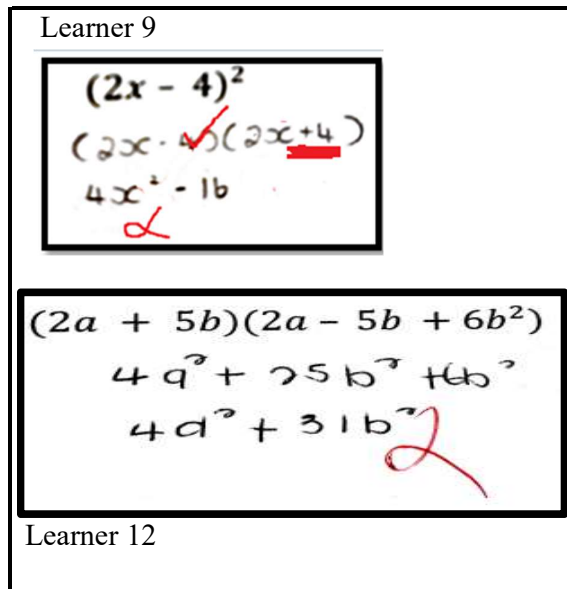 Learner 9
(2x - 4)²
(2x - 4)(2x+4)
4x² - 16
(2a + 5b)(2a - 5b + 6b²)
4a² + 25b² + 6b²
4a² + 31b²
Learner 12